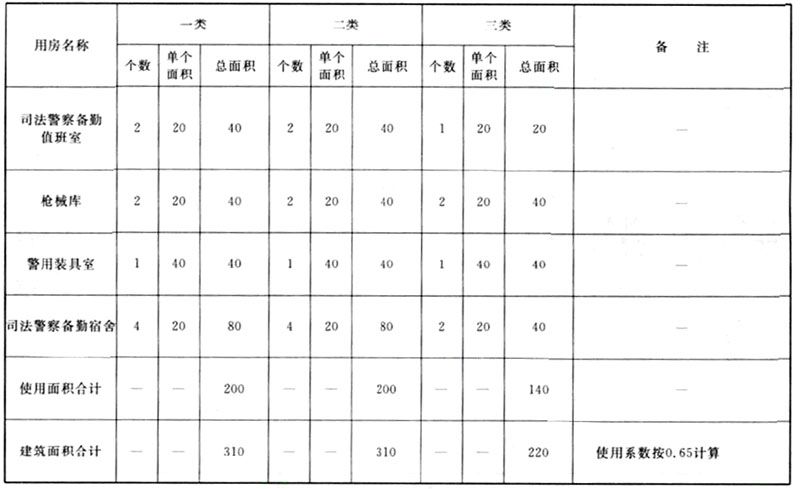 用房名称 一类 二类 三类 备注
个数 单个面积 总面积 个数 单个面积 总面积 个数 单个面积 总面积
司法警察备勤值班室 2 20 40 2 20 40 1 20 20 —
枪械库 2 20 40 2 20 40 2 20 40 —
警用装具室 1 40 40 1 40 40 1 40 40 —
司法警察备勤宿舍 4 20 80 4 20 80 2 20 40 —
使用面积合计 — — 200 — — 200 — — 140 —
建筑面积合计 — — 310 — — 310 — — 220 使用系数按0.65计算